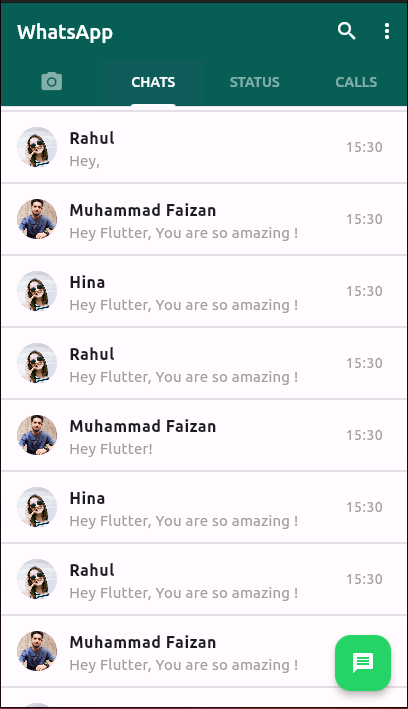 WhatsApp
CHATS STATUS CALLS
Rahul
Hey, 15:30
Muhammad Faizan
Hey Flutter, You are so amazing ! 15:30
Hina
Hey Flutter, You are so amazing ! 15:30
Rahul
Hey Flutter, You are so amazing ! 15:30
Muhammad Faizan
Hey Flutter! 15:30
Hina
Hey Flutter, You are so amazing ! 15:30
Rahul
Hey Flutter, You are so amazing ! 15:30
Muhammad Faizan
Hey Flutter, You are so amazing !